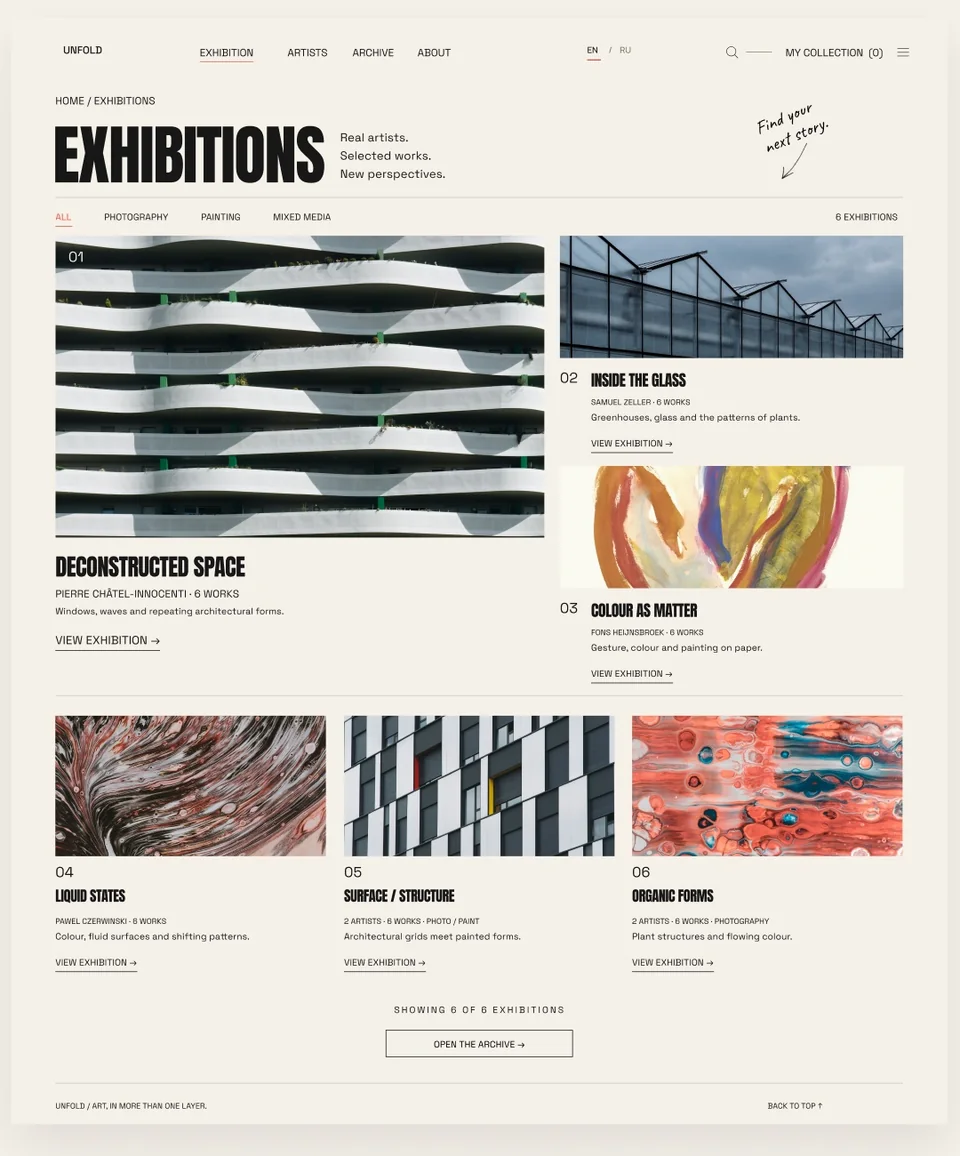 UNFOLD
EXHIBITION ARTISTS ARCHIVE ABOUT
EN / RU
MY COLLECTION (0)
HOME / EXHIBITIONS
EXHIBITIONS
Real artists.
Selected works.
New perspectives.
Find your
next story.
ALL PHOTOGRAPHY PAINTING MIXED MEDIA
6 EXHIBITIONS
01
DECONSTRUCTED SPACE
PIERRE CHÂTEL-INNOCENTI · 6 WORKS
Windows, waves and repeating architectural forms.
VIEW EXHIBITION →
02 INSIDE THE GLASS
SAMUEL ZELLER · 6 WORKS
Greenhouses, glass and the patterns of plants.
VIEW EXHIBITION →
03 COLOUR AS MATTER
FONS HEIJNSBROEK · 6 WORKS
Gesture, colour and painting on paper.
VIEW EXHIBITION →
04
LIQUID STATES
PAWEL CZERWINSKI · 6 WORKS
Colour, fluid surfaces and shifting patterns.
VIEW EXHIBITION →
05
SURFACE / STRUCTURE
2 ARTISTS · 6 WORKS · PHOTO / PAINT
Architectural grids meet painted forms.
VIEW EXHIBITION →
06
ORGANIC FORMS
2 ARTISTS · 6 WORKS · PHOTOGRAPHY
Plant structures and flowing colour.
VIEW EXHIBITION →
SHOWING 6 OF 6 EXHIBITIONS
OPEN THE ARCHIVE →
UNFOLD / ART, IN MORE THAN ONE LAYER.
BACK TO TOP ↑